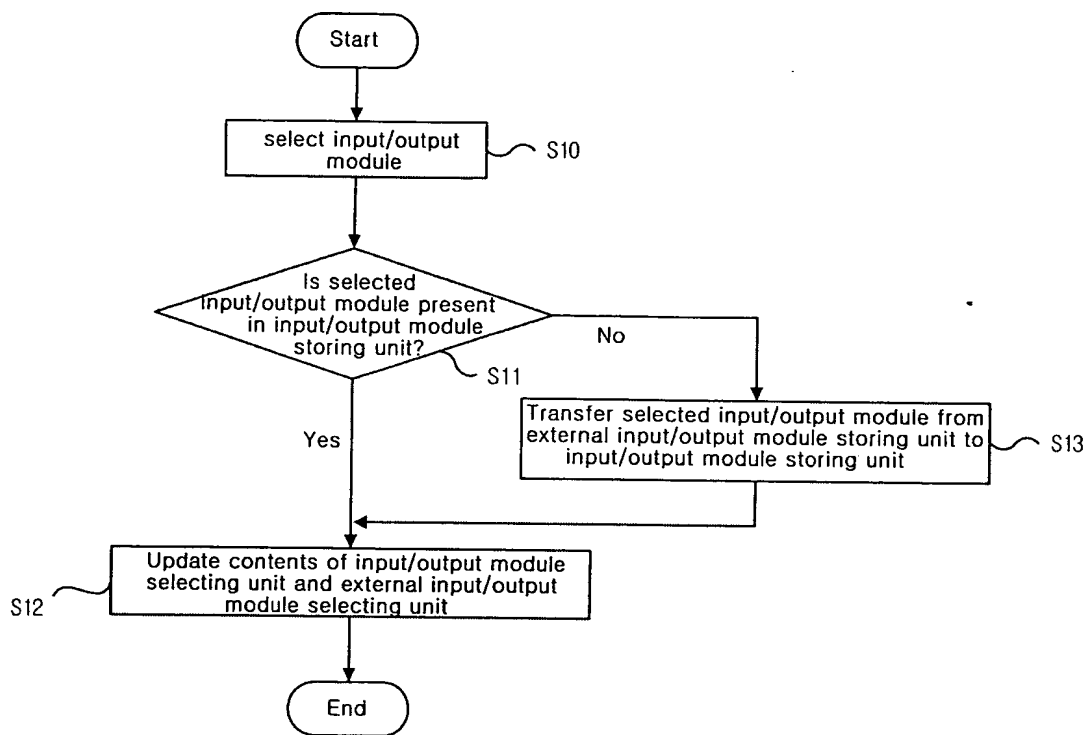 Start
select input/output
module
S10
Is selected
input/output module present
in input/output module
storing unit?
S11
No
Yes
Transfer selected input/output module from
external input/output module storing unit to
input/output module storing unit
S13
Update contents of input/output module
selecting unit and external input/output
module selecting unit
S12
End